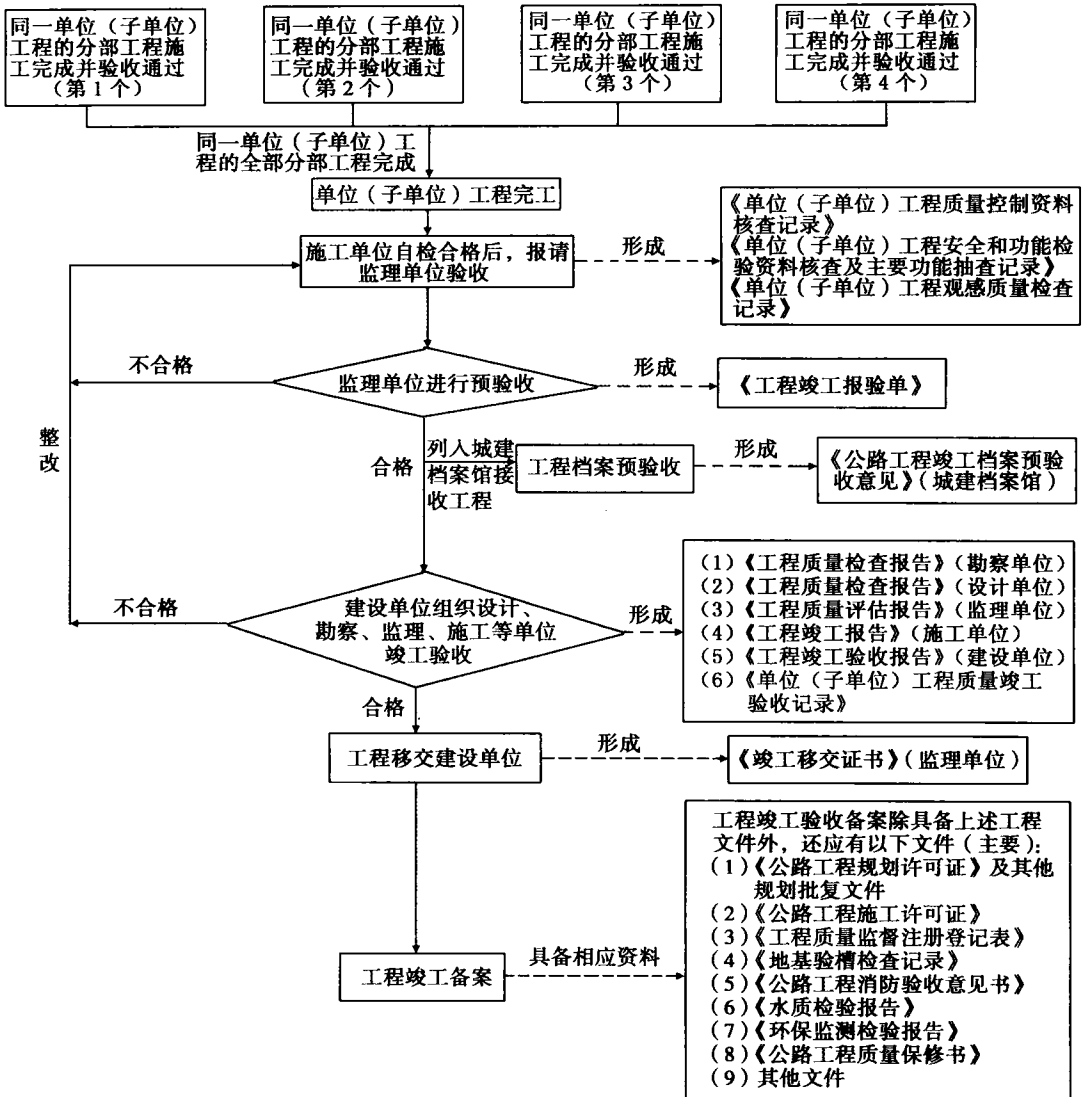 同一单位（子单位）
工程的分部工程施
工完成并验收通过
（第1个）
同一单位（子单位）
工程的分部工程施
工完成并验收通过
（第2个）
同一单位（子单位）
工程的分部工程施
工完成并验收通过
（第3个）
同一单位（子单位）
工程的分部工程施
工完成并验收通过
（第4个）
同一单位（子单位）工
程的全部分部工程完成
单位（子单位）工程完工
施工单位自检合格后，报请
监理单位验收
形成
《单位（子单位）工程质量控制资料
核查记录》
《单位（子单位）工程安全和功能检
验资料核查及主要功能抽查记录》
《单位（子单位）工程观感质量检查
记录》
不合格
监理单位进行预验收
形成
《工程竣工报验单》
整
改
合格
列入城建
档案馆接
收工程
工程档案预验收
形成
《公路工程竣工档案预验
收意见》（城建档案馆）
不合格
建设单位组织设计、
勘察、监理、施工等单位
竣工验收
形成
（1）《工程质量检查报告》（勘察单位）
（2）《工程质量检查报告》（设计单位）
（3）《工程质量评估报告》（监理单位）
（4）《工程竣工报告》（施工单位）
（5）《工程竣工验收报告》（建设单位）
（6）《单位（子单位）工程质量竣工
验收记录》
合格
工程移交建设单位
形成
《竣工移交证书》（监理单位）
工程竣工备案
具备相应资料
工程竣工验收备案除具备上述工程
文件外，还应有以下文件（主要）：
（1）《公路工程规划许可证》及其他
规划批复文件
（2）《公路工程施工许可证》
（3）《工程质量监督注册登记表》
（4）《地基验槽检查记录》
（5）《公路工程消防验收意见书》
（6）《水质检验报告》
（7）《环保监测检验报告》
（8）《公路工程质量保修书》
（9）其他文件